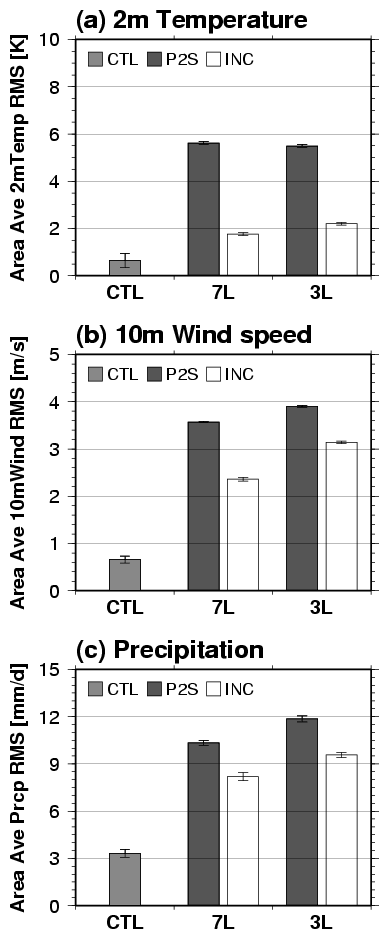 (a) 2m Temperature
Area Ave 2mTemp RMS [K]
10
8
6
4
2
0
CTL P2S INC
CTL 7L 3L
(b) 10m Wind speed
Area Ave 10mWind RMS [m/s]
5
4
3
2
1
0
CTL P2S INC
CTL 7L 3L
(c) Precipitation
Area Ave Prcp RMS [mm/d]
15
12
9
6
3
0
CTL P2S INC
CTL 7L 3L